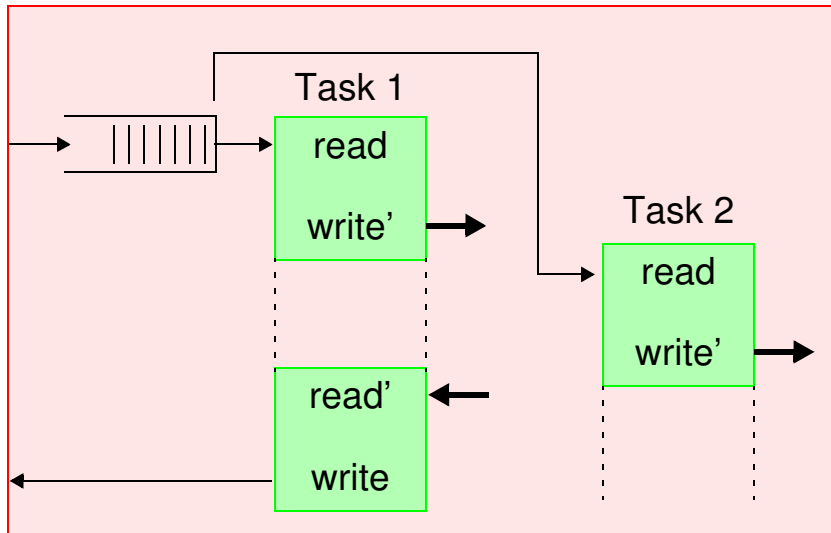 Task 1
read
write’
Task 2
read
write’
read'
write